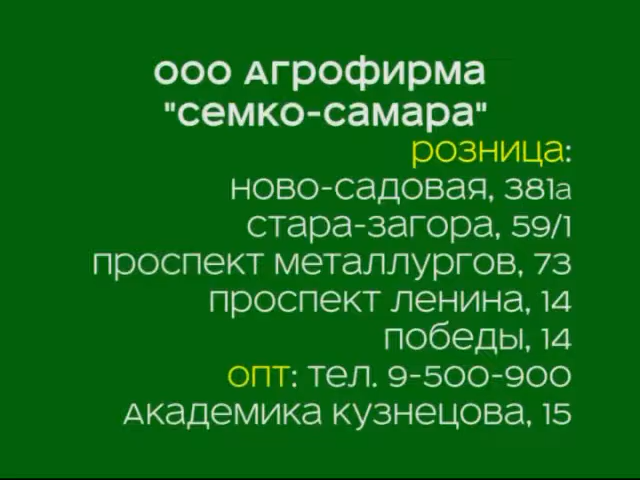 ООО Агрофирма
"семко-самара"
розница:
ново-садовая, 381а
стара-загора, 59/1
проспект металлургов, 73
проспект ленина, 14
победы, 14
опт: тел. 9-500-900
Академика кузнецова, 15